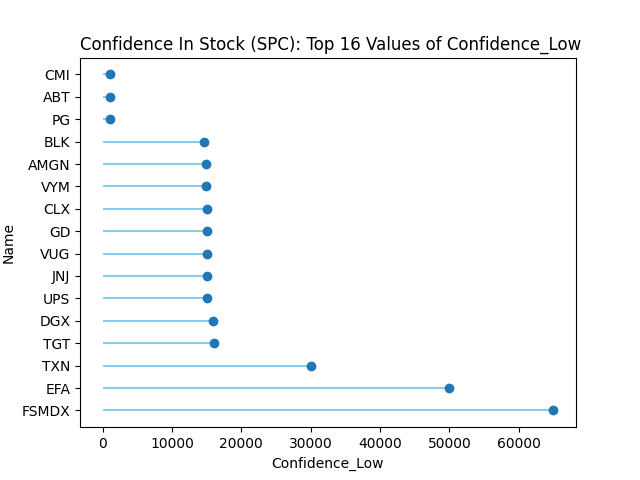 Confidence In Stock (SPC): Top 16 Values of Confidence_Low
CMI
ABT
PG
BLK
AMGN
VYM
CLX
GD
VUG
JNJ
UPS
DGX
TGT
TXN
EFA
FSMDX
Name
0 10000 20000 30000 40000 50000 60000
Confidence_Low